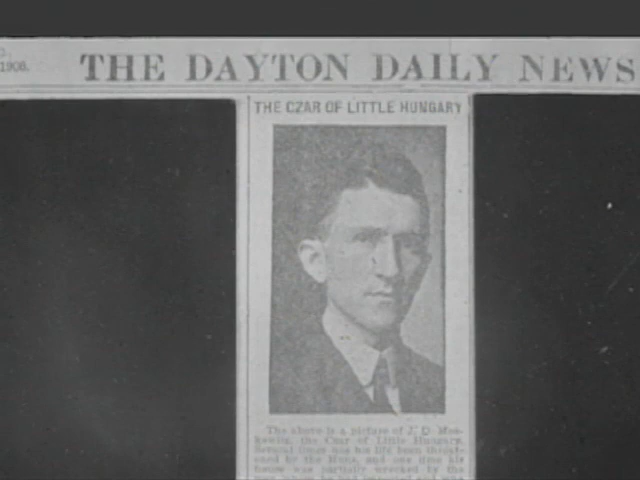 1908.
THE DAYTON DAILY NEWS
THE CZAR OF LITTLE HUNGARY
The above is a picture of J. D. Mos-
kowitz, the Czar of Little Hungary.
Several times has his life been threat-
ened by the Huns, and one time his
house was partially wrecked by the